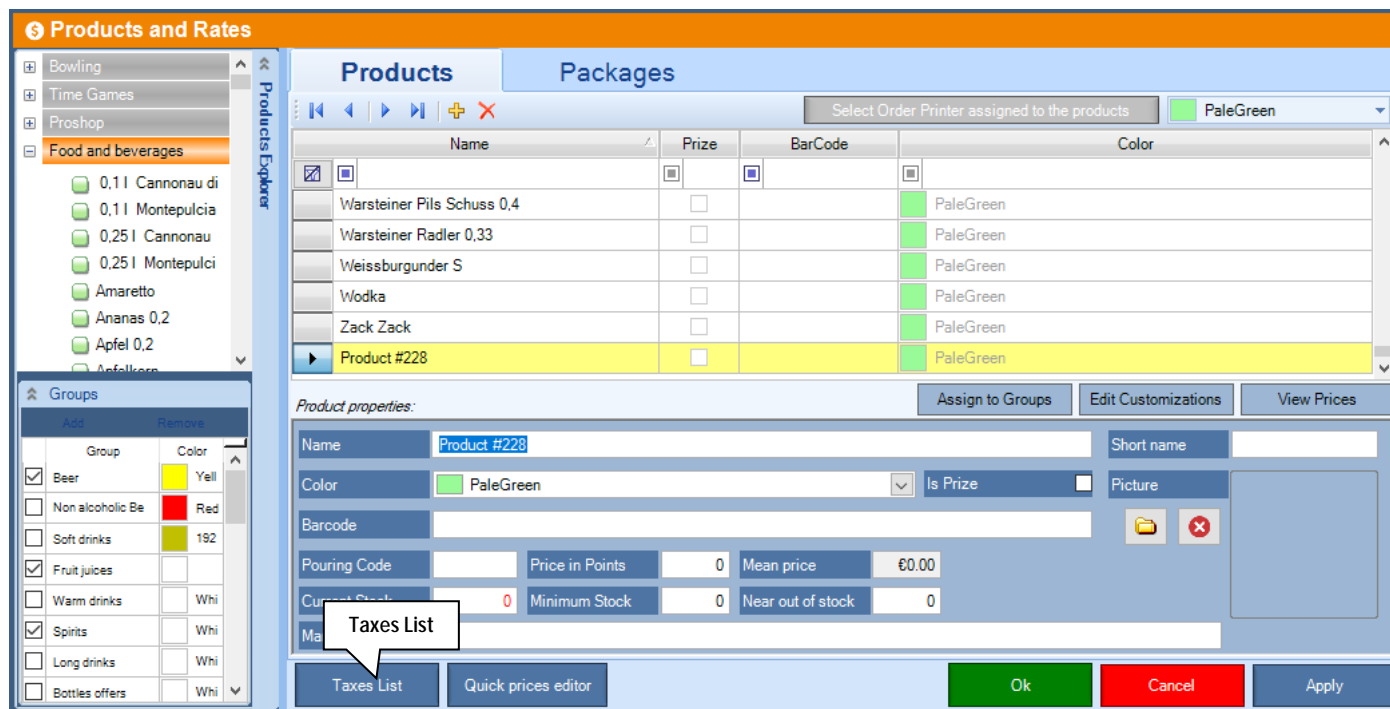 Products and Rates
Bowling
Time Games
Proshop
Food and beverages
0,1 l Cannonau di
0,1 l Montepulcia
0,25 l Cannonau
0,25 l Montepulci
Amaretto
Ananas 0,2
Apfel 0,2
Apfelkorn
Products Explorer
Groups
Add Remove
Group Color
Beer Yell
Non alcoholic Be Red
Soft drinks 192
Fruit juices
Warm drinks Whi
Spirits Whi
Long drinks Whi
Bottles offers Whi
Products Packages
Select Order Printer assigned to the products PaleGreen
Name Prize BarCode Color
Warsteiner Pils Schuss 0,4 PaleGreen
Warsteiner Radler 0,33 PaleGreen
Weissburgunder S PaleGreen
Wodka PaleGreen
Zack Zack PaleGreen
Product #228 PaleGreen
Product properties: Assign to Groups Edit Customizations View Prices
Name Product #228 Short name
Color PaleGreen Is Prize Picture
Barcode
Pouring Code Price in Points 0 Mean price €0.00
Current Stock 0 Minimum Stock 0 Near out of stock 0
Taxes List
Taxes List Quick prices editor Ok Cancel Apply